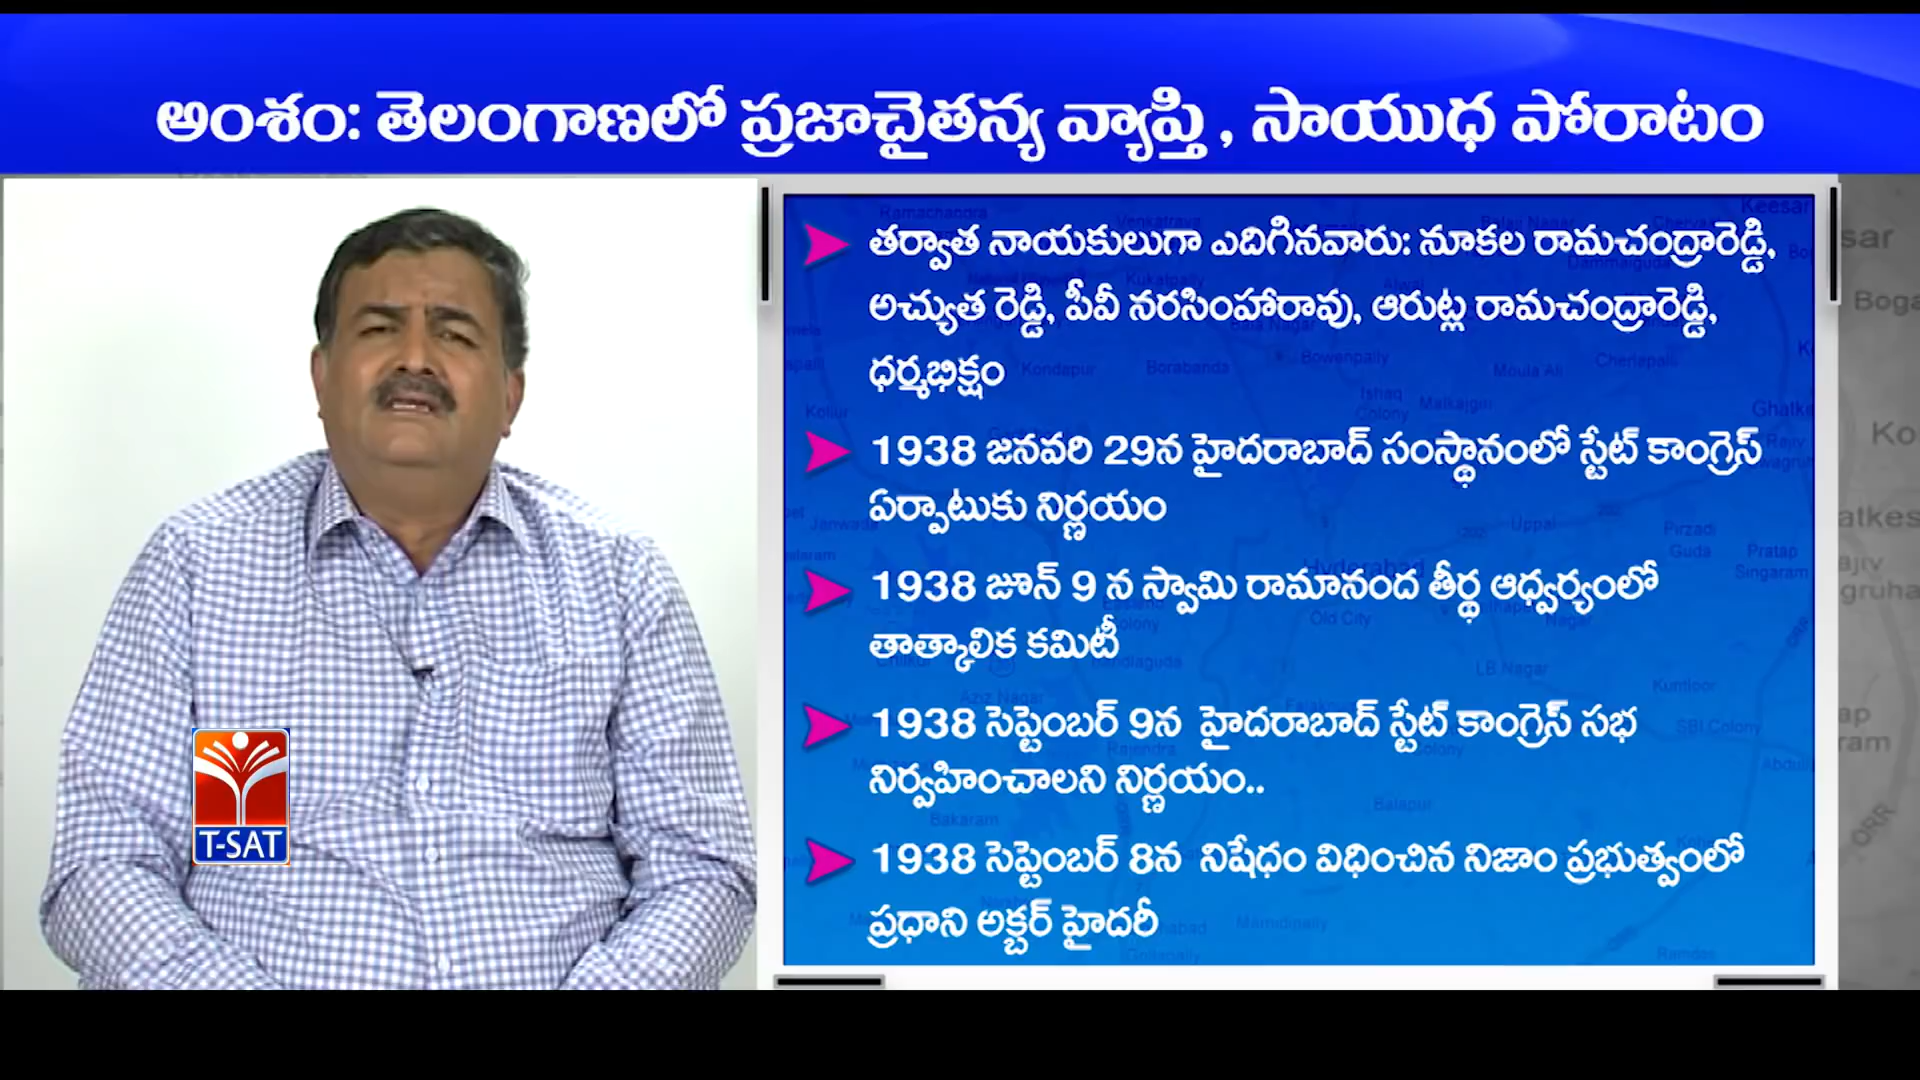 అంశం: తెలంగాణలో ప్రజాచైతన్య వ్యాప్తి, సాయుధ పోరాటం
తర్వాత నాయకులుగా ఎదిగినవారు: నూకల రామచంద్రారెడ్డి,
అచ్యుత రెడ్డి, పీవీ నరసింహారావు, ఆరుట్ల రామచంద్రారెడ్డి,
ధర్మభిక్షం
1938 జనవరి 29న హైదరాబాద్ సంస్థానంలో స్టేట్ కాంగ్రెస్
ఏర్పాటుకు నిర్ణయం
1938 జూన్ 9 న స్వామి రామానంద తీర్థ ఆధ్వర్యంలో
తాత్కాలిక కమిటీ
1938 సెప్టెంబర్ 9న హైదరాబాద్ స్టేట్ కాంగ్రెస్ సభ
నిర్వహించాలని నిర్ణయం..
1938 సెప్టెంబర్ 8న నిషేధం విధించిన నిజాం ప్రభుత్వంలో
ప్రధాని అక్బర్ హైదరీ
T-SAT